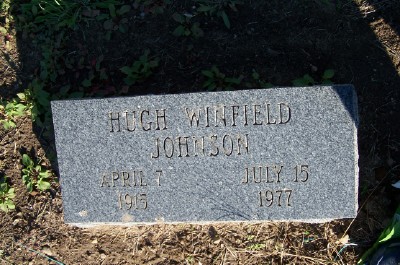 HUGH WINFIELD
JOHNSON
APRIL 7 JULY 15
1915 1977